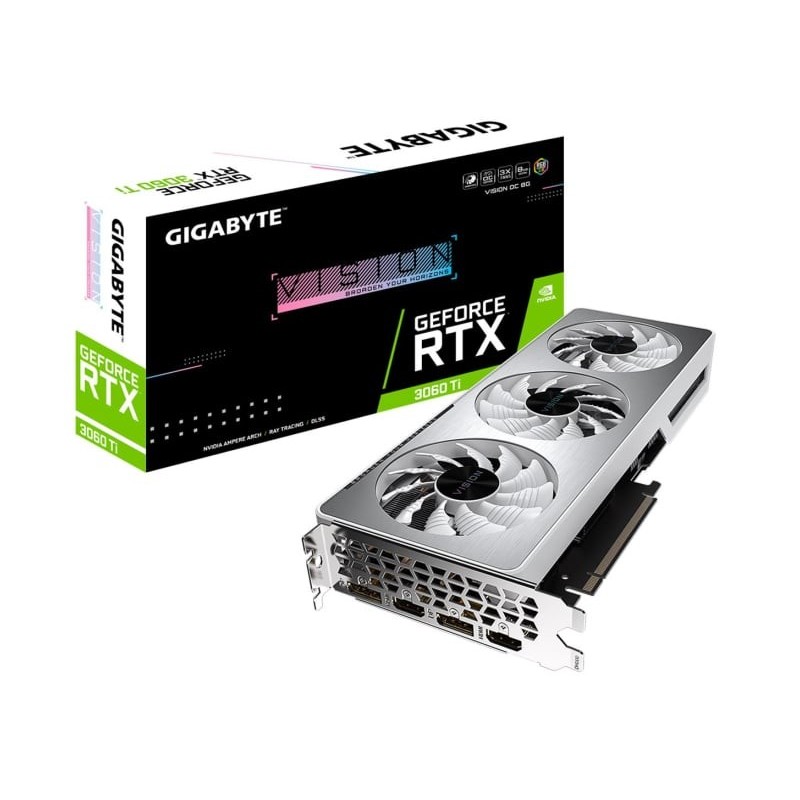 GIGABYTE
GEFORCE
RTX
3060 Ti
GIGABYTE™
VISION
BROADEN YOUR HORIZONS
VISION OC 8G
NVIDIA
GEFORCE
RTX
3060 Ti
NVIDIA AMPERE ARCH / RAY TRACING / DLSS
GIGABYTE
VISION
GEFORCE
RTX
3060 Ti
VISION